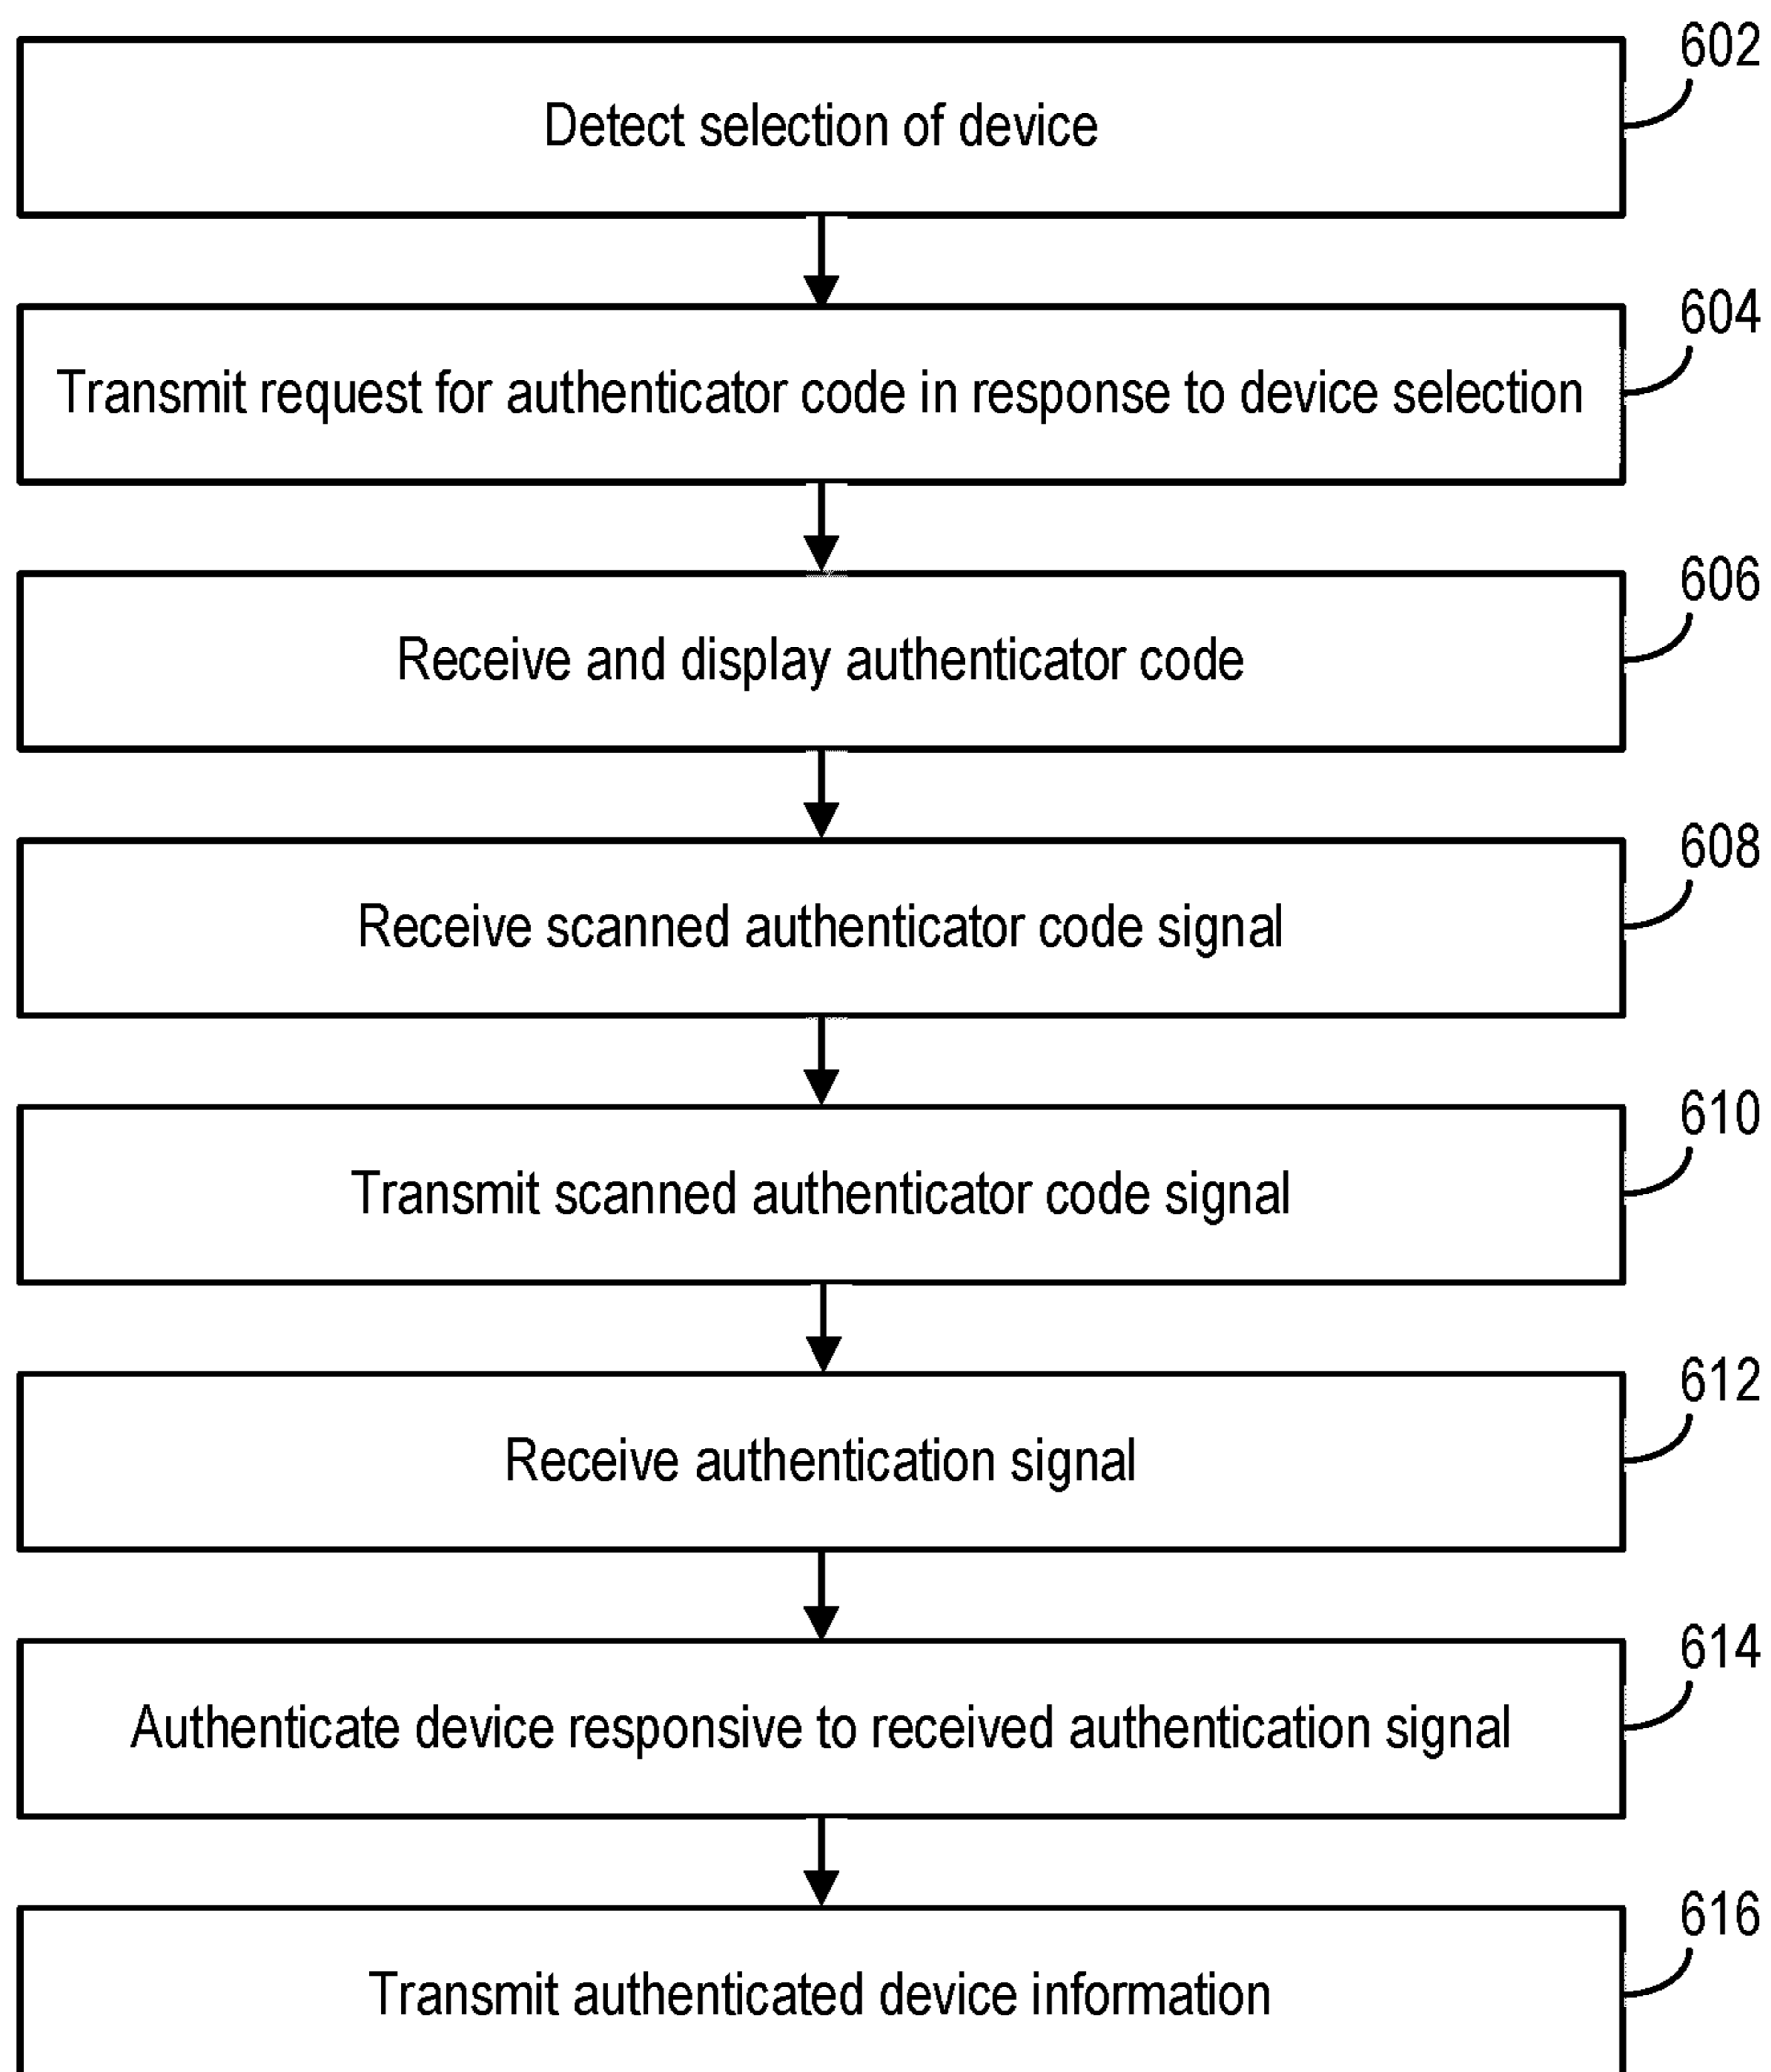 602
Detect selection of device
604
Transmit request for authenticator code in response to device selection
606
Receive and display authenticator code
608
Receive scanned authenticator code signal
610
Transmit scanned authenticator code signal
612
Receive authentication signal
614
Authenticate device responsive to received authentication signal
616
Transmit authenticated device information